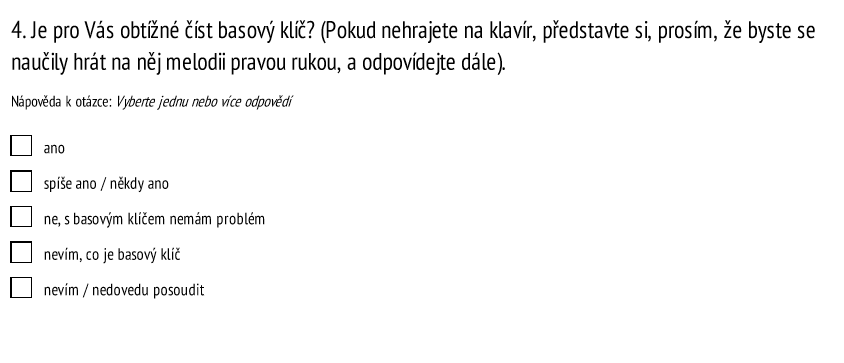 4. Je pro Vás obtížné číst basový klíč? (Pokud nehrajete na klavír, představte si, prosím, že byste se
naučily hrát na něj melodii pravou rukou, a odpovídejte dále).
Nápověda k otázce: Vyberte jednu nebo více odpovědí
ano
spíše ano / někdy ano
ne, s basovým klíčem nemám problém
nevím, co je basový klíč
nevím / nedovedu posoudit